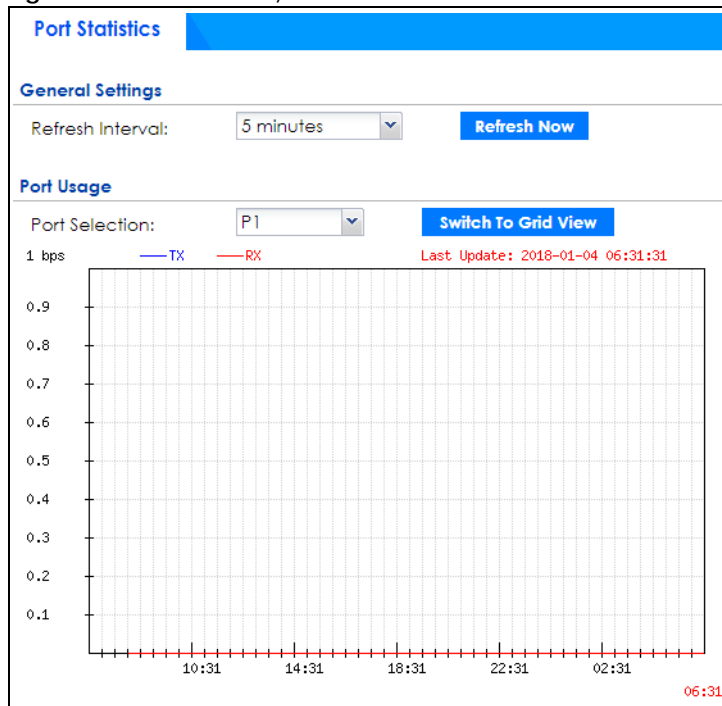 Port Statistics
General Settings
Refresh Interval: 5 minutes Refresh Now
Port Usage
Port Selection: P1 Switch To Grid View
1 bps TX RX Last Update: 2018-01-04 06:31:31
0.9
0.8
0.7
0.6
0.5
0.4
0.3
0.2
0.1
10:31 14:31 18:31 22:31 02:31
06:31